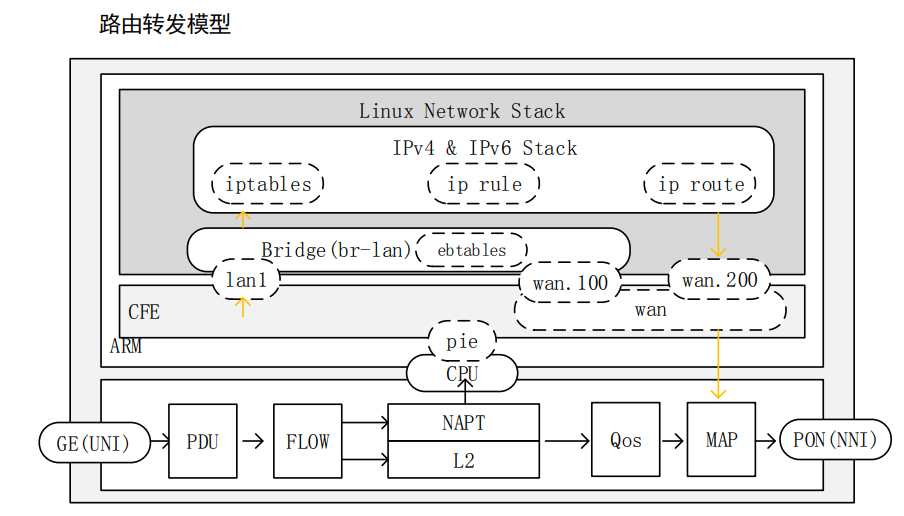 路由转发模型
Linux Network Stack
IPv4 & IPv6 Stack
iptables
ip rule
ip route
Bridge(br-lan)
ebtables
lan1
wan.100
wan.200
CFE
wan
ARM
pie
CPU
GE(UNI)
PDU
FLOW
NAPT
L2
Qos
MAP
PON(NNI)